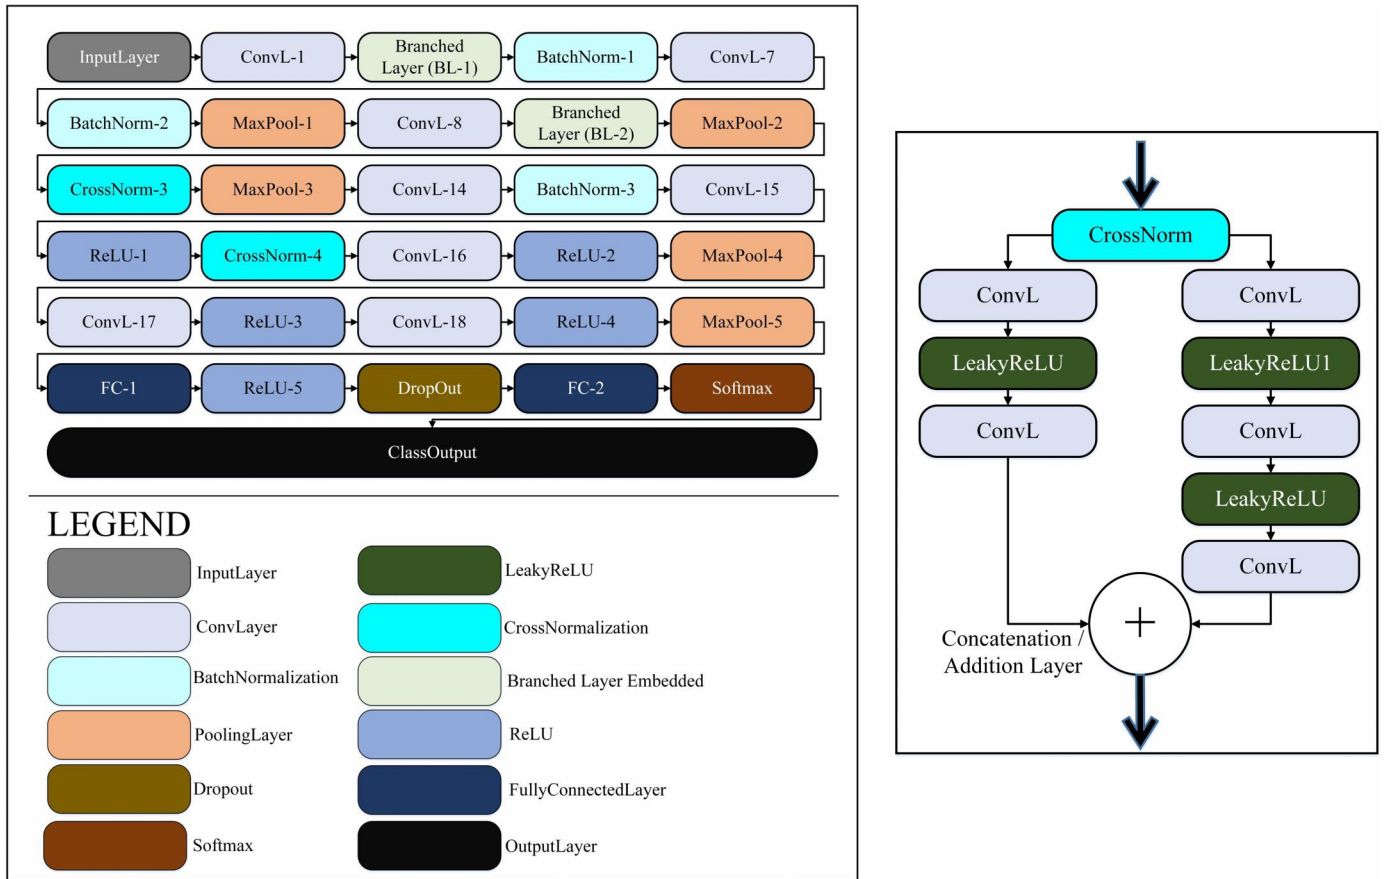 InputLayer
ConvL-1
Branched
Layer (BL-1)
BatchNorm-1
ConvL-7
BatchNorm-2
MaxPool-1
ConvL-8
Branched
Layer (BL-2)
MaxPool-2
CrossNorm-3
MaxPool-3
ConvL-14
BatchNorm-3
ConvL-15
ReLU-1
CrossNorm-4
ConvL-16
ReLU-2
MaxPool-4
ConvL-17
ReLU-3
ConvL-18
ReLU-4
MaxPool-5
FC-1
ReLU-5
DropOut
FC-2
Softmax
ClassOutput
LEGEND
InputLayer
ConvLayer
BatchNormalization
PoolingLayer
Dropout
Softmax
LeakyReLU
CrossNormalization
Branched Layer Embedded
ReLU
FullyConnectedLayer
OutputLayer
CrossNorm
ConvL
LeakyReLU
ConvL
ConvL
LeakyReLU1
ConvL
LeakyReLU
ConvL
+
Concatenation /
Addition Layer